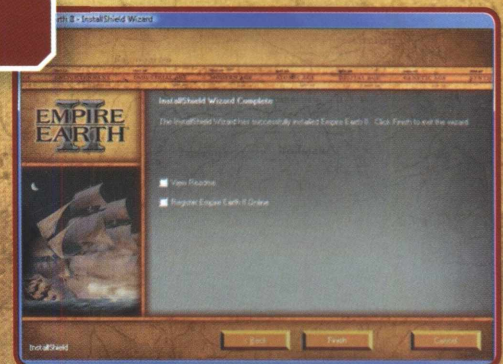 Earth II - InstallShield Wizard
EMPIRE
EARTH
II
InstallShield Wizard Complete
The InstallShield Wizard has successfully installed Empire Earth II. Click Finish to exit the wizard.
View Readme
Register Empire Earth II Online
InstallShield
< Back
Finish
Cancel